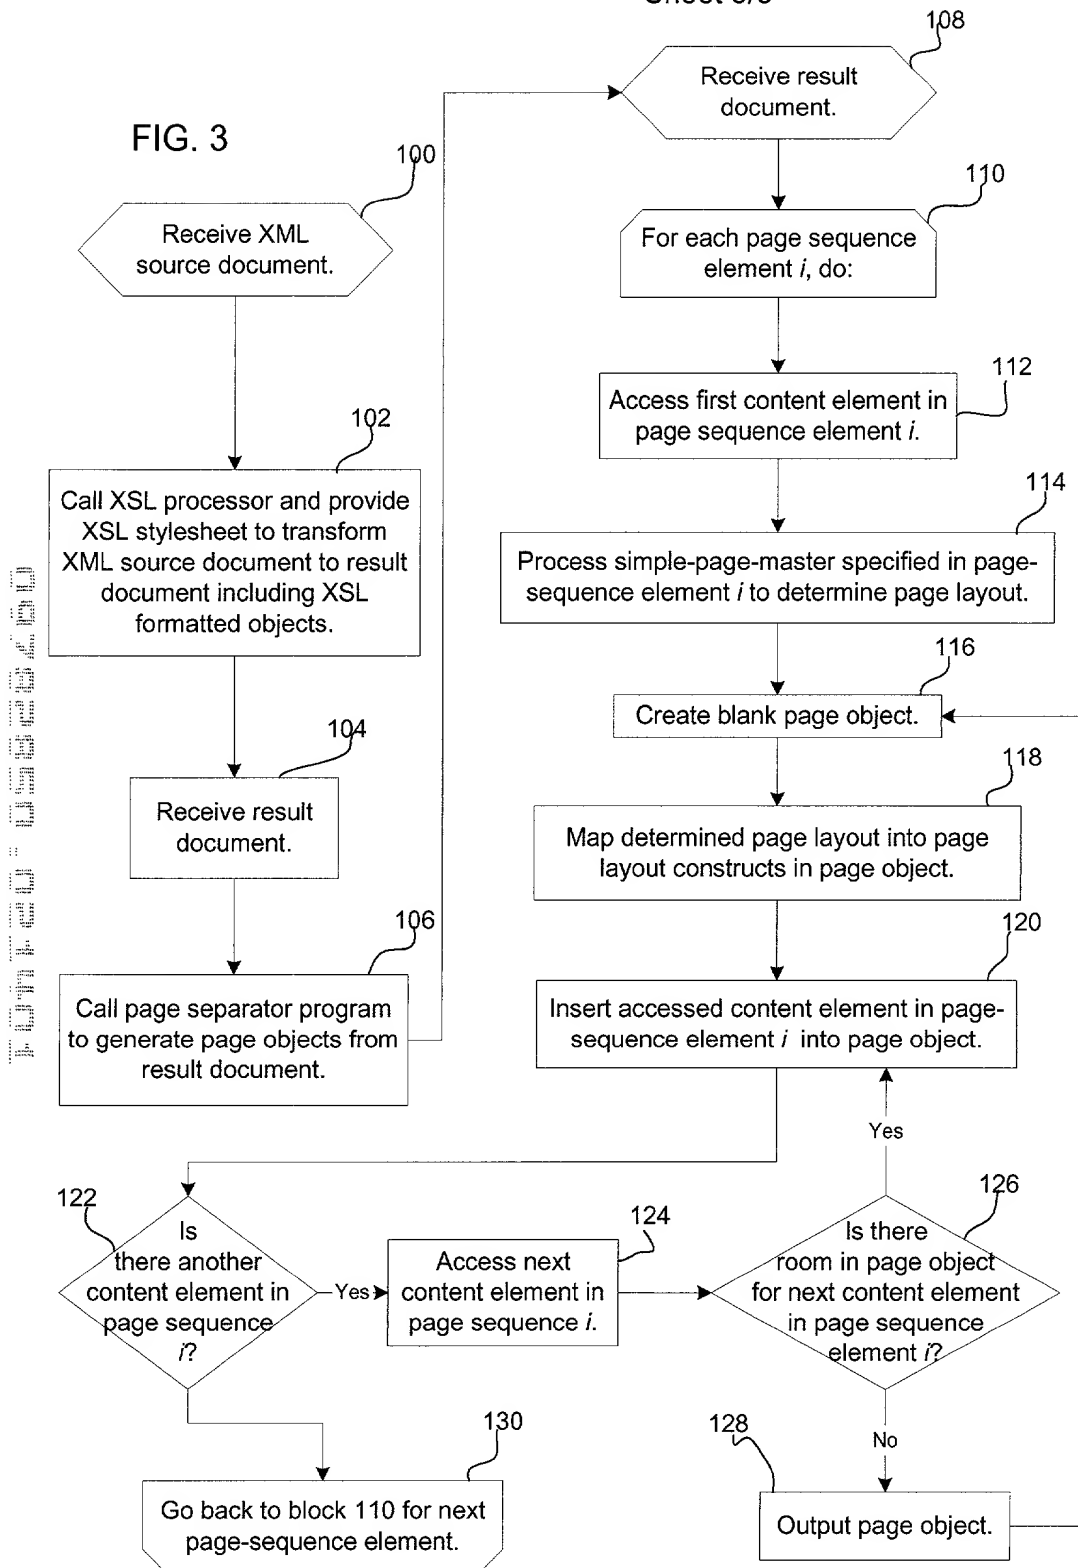 FIG. 3
100
Receive XML
source document.
102
Call XSL processor and provide
XSL stylesheet to transform
XML source document to result
document including XSL
formatted objects.
104
Receive result
document.
106
Call page separator program
to generate page objects from
result document.
108
Receive result
document.
110
For each page sequence
element i, do:
112
Access first content element in
page sequence element i.
114
Process simple-page-master specified in page-
sequence element i to determine page layout.
116
Create blank page object.
118
Map determined page layout into page
layout constructs in page object.
120
Insert accessed content element in page-
sequence element i into page object.
122
Is
there another
content element in
page sequence
i?
Yes
124
Access next
content element in
page sequence i.
126
Is there
room in page object
for next content element
in page sequence
element i?
Yes
No
128
Output page object.
130
Go back to block 110 for next
page-sequence element.